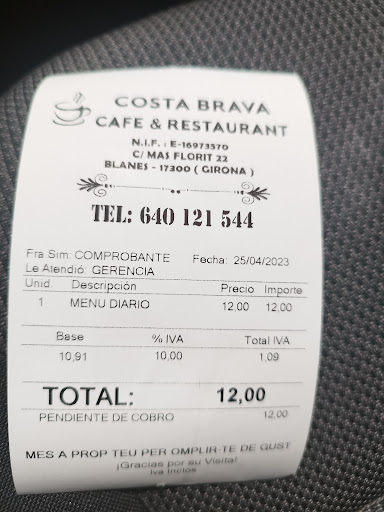 COSTA BRAVA
CAFE & RESTAURANT
N.I.F. : E-16973570
C/ MAS FLORIT 22
BLANES - 17300 ( GIRONA )
TEL: 640 121 544
Fra Sim: COMPROBANTE Fecha: 25/04/2023
Le Atendió: GERENCIA
Unid. Descripción Precio Importe
1 MENU DIARIO 12,00 12,00
Base % IVA Total IVA
10,91 10,00 1,09
TOTAL: 12,00
PENDIENTE DE COBRO 12,00
MES A PROP TEU PER OMPLIR-TE DE GUST
¡Gracias por su Visita!
Iva Inclos